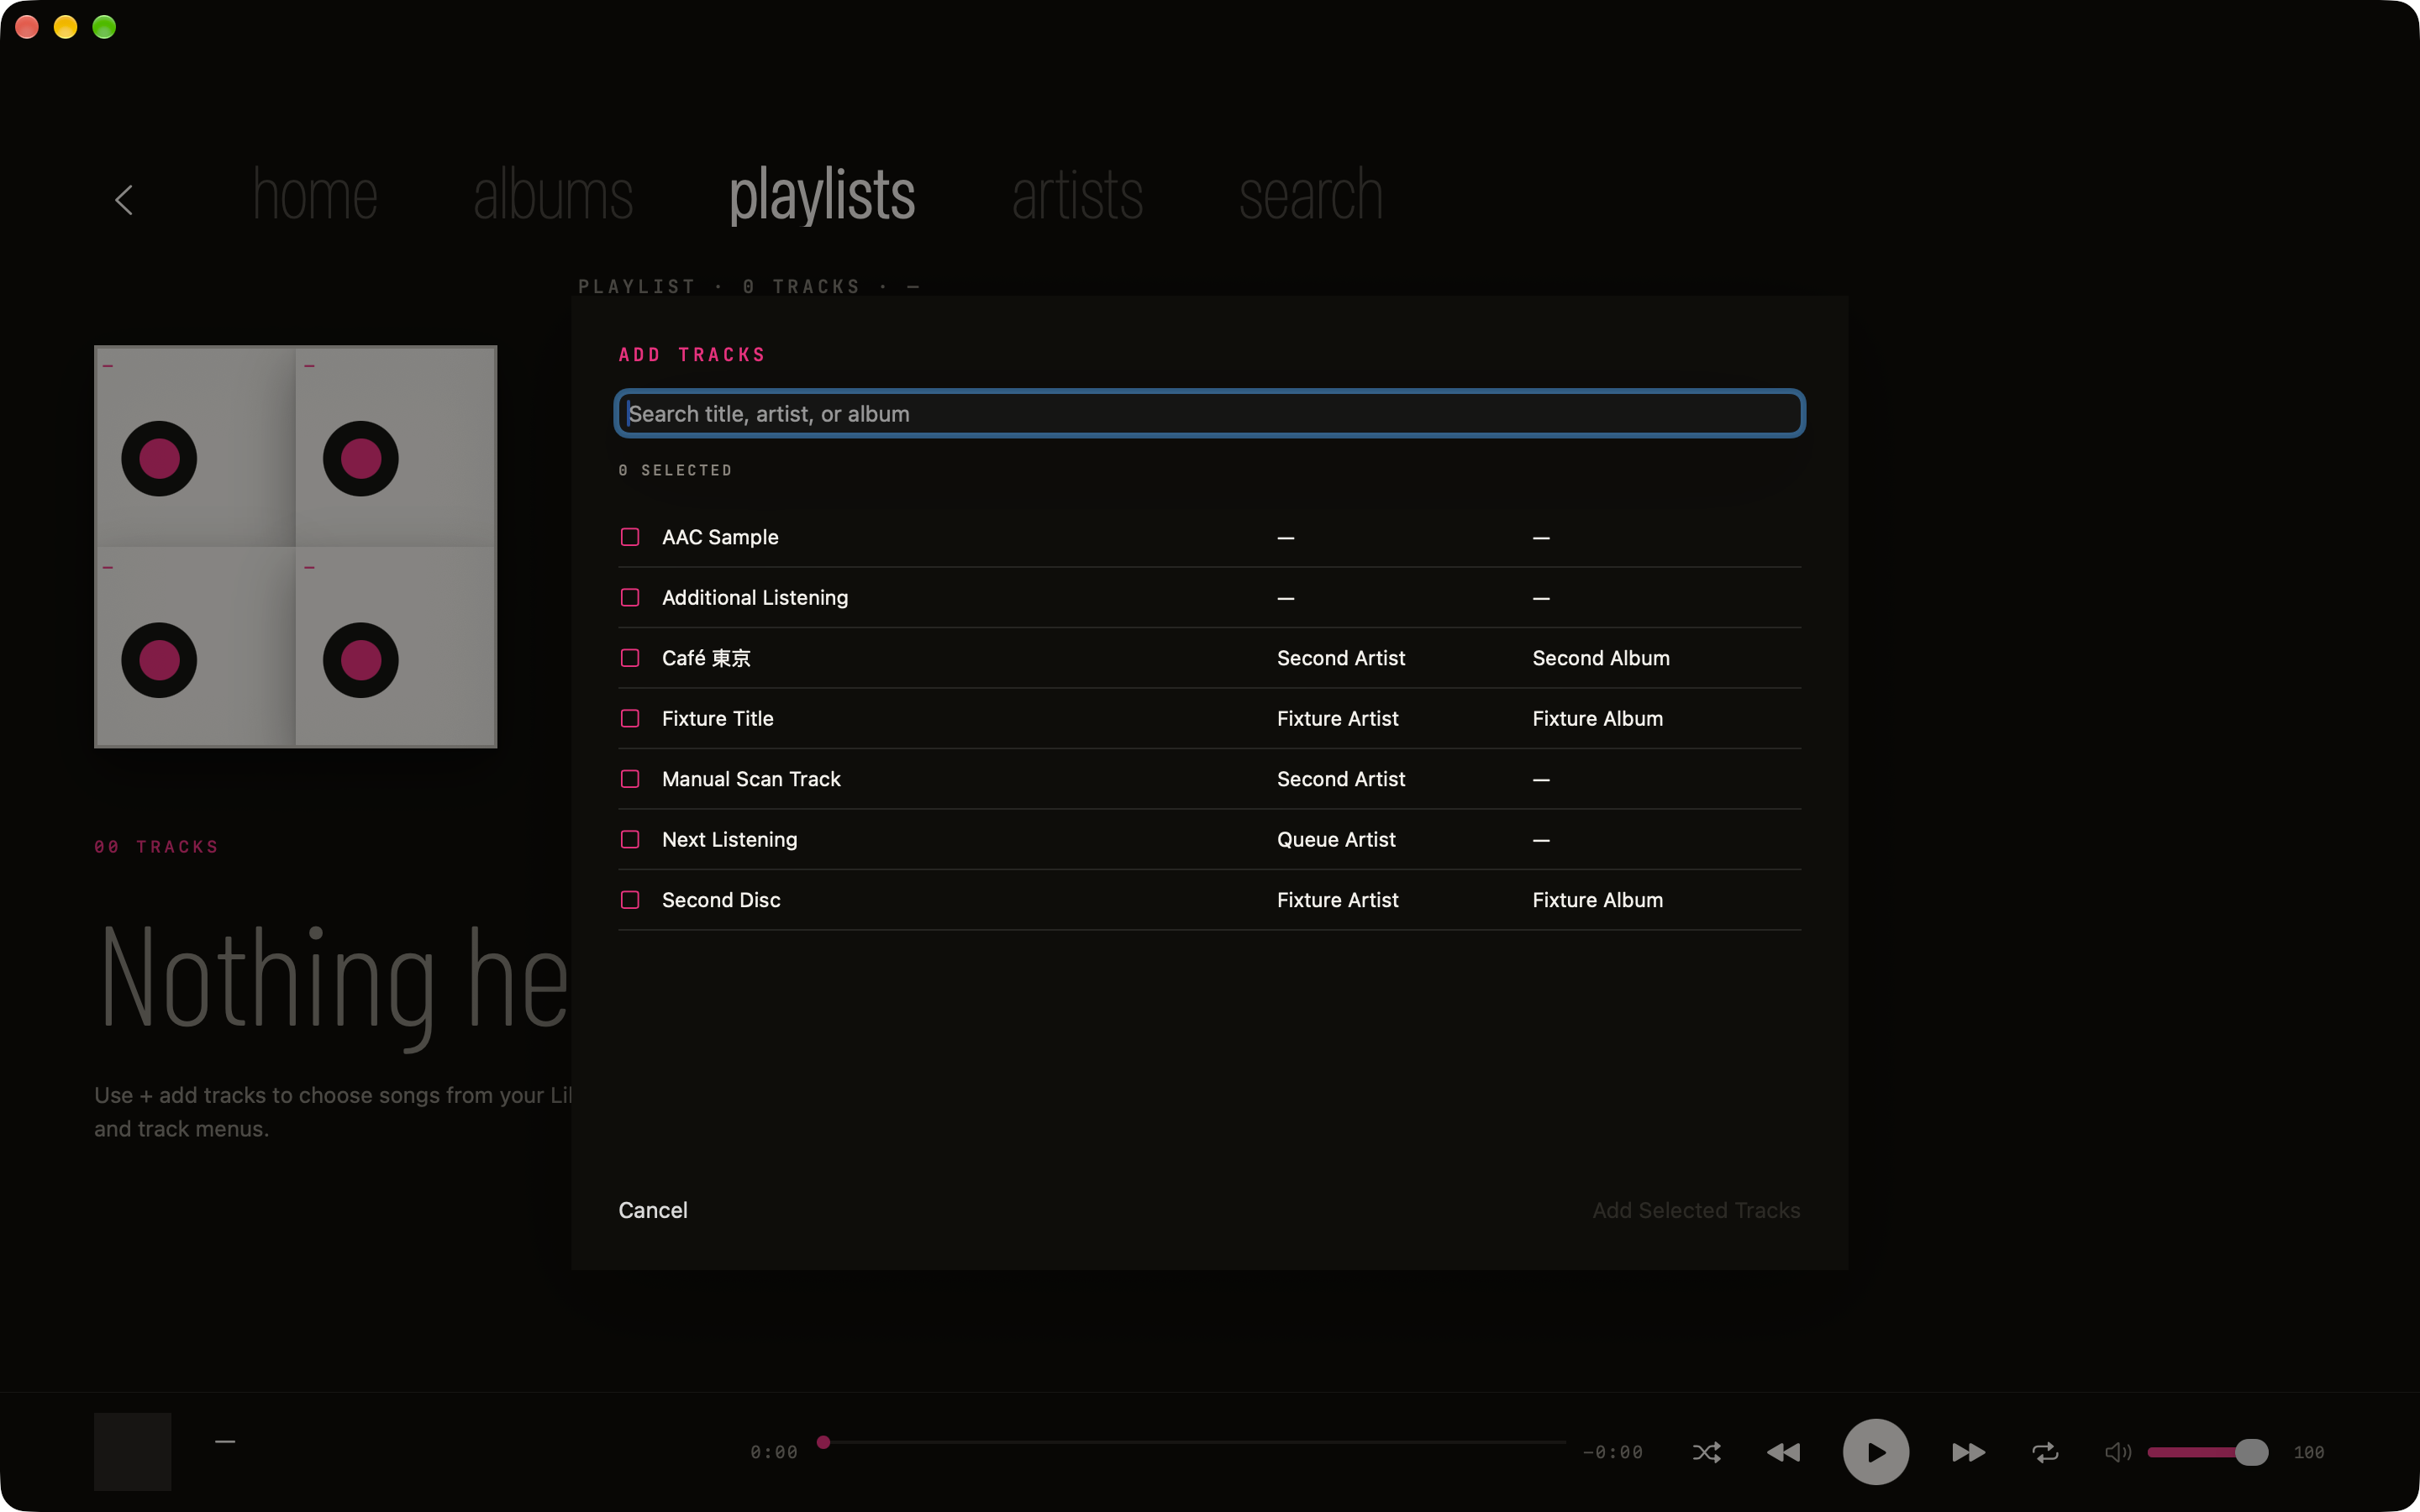 home albums playlists artists search
PLAYLIST · 0 TRACKS · —
ADD TRACKS
Search title, artist, or album
0 SELECTED
AAC Sample — —
Additional Listening — —
Café 東京 Second Artist Second Album
Fixture Title Fixture Artist Fixture Album
Manual Scan Track Second Artist —
Next Listening Queue Artist —
Second Disc Fixture Artist Fixture Album
Cancel Add Selected Tracks
00 TRACKS
Nothing he
Use + add tracks to choose songs from your
and track menus.
—
0:00 −0:00 100